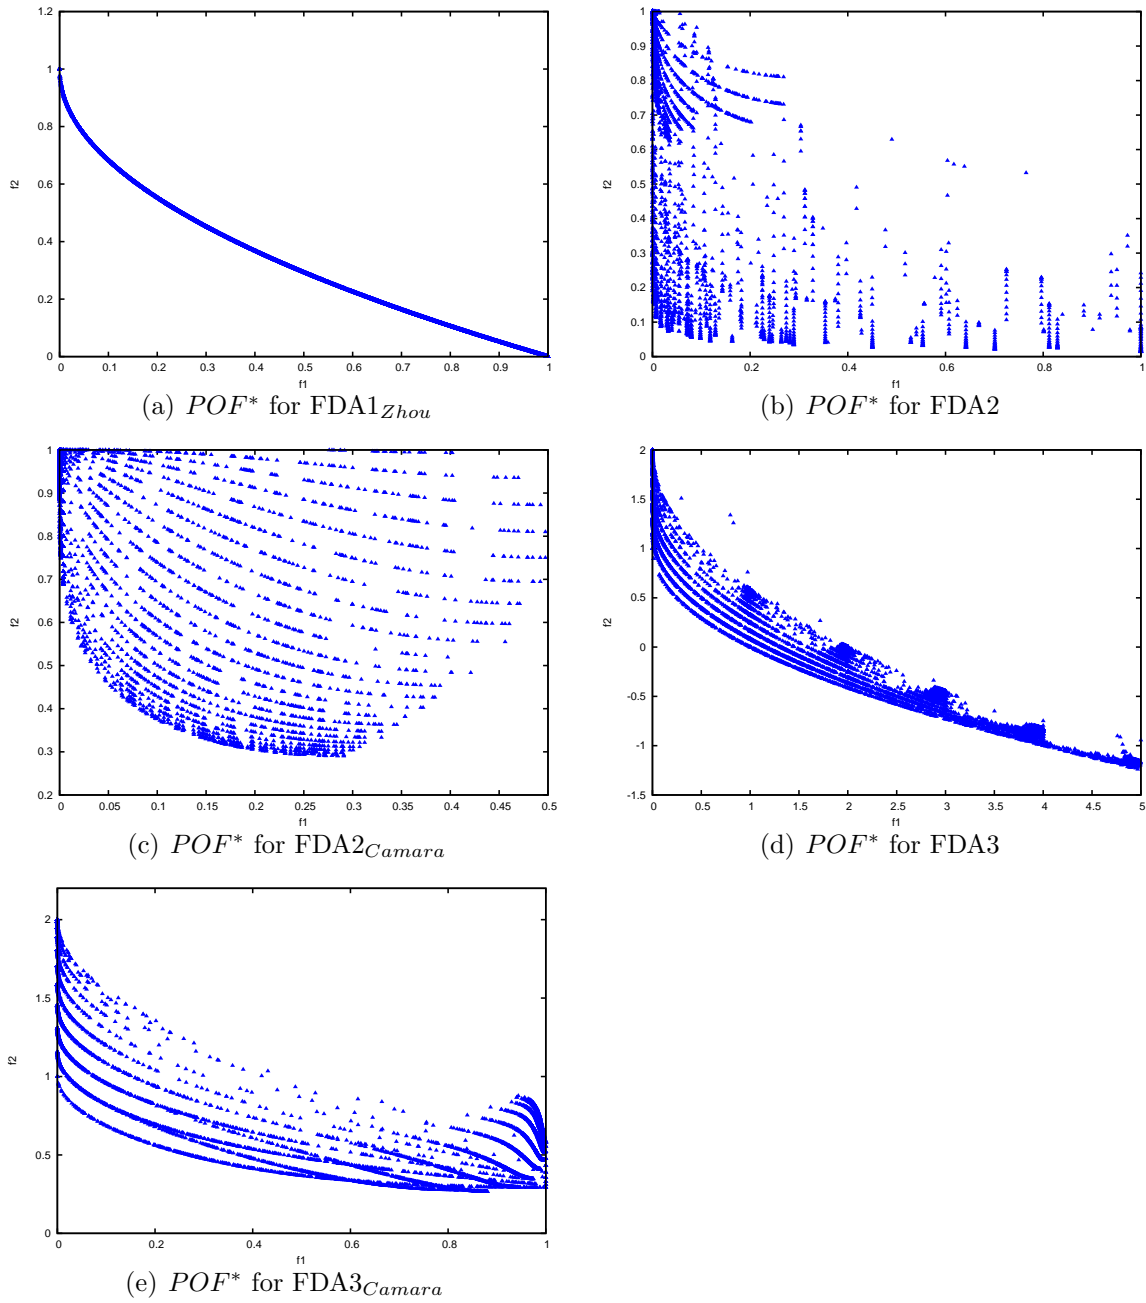 1.2
1
0.8
0.6
0.4
0.2
0
f2
0 0.1 0.2 0.3 0.4 0.5 0.6 0.7 0.8 0.9 1
f1
(a) POF* for FDA1Zhou
1
0.9
0.8
0.7
0.6
0.5
0.4
0.3
0.2
0.1
0
f2
0 0.2 0.4 0.6 0.8 1
f1
(b) POF* for FDA2
1
0.9
0.8
0.7
0.6
0.5
0.4
0.3
0.2
f2
0 0.05 0.1 0.15 0.2 0.25 0.3 0.35 0.4 0.45 0.5
f1
(c) POF* for FDA2Camara
2
1.5
1
0.5
0
-0.5
-1
-1.5
f2
0 0.5 1 1.5 2 2.5 3 3.5 4 4.5 5
f1
(d) POF* for FDA3
2
1.5
1
0.5
0
f2
0 0.2 0.4 0.6 0.8 1
f1
(e) POF* for FDA3Camara